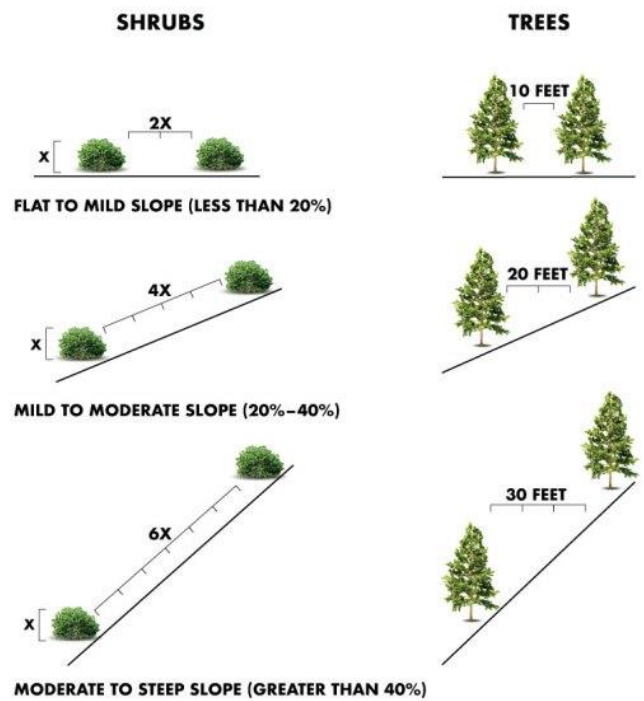 SHRUBS
TREES
2X
X
10 FEET
FLAT TO MILD SLOPE (LESS THAN 20%)
4X
X
20 FEET
MILD TO MODERATE SLOPE (20%–40%)
6X
X
30 FEET
MODERATE TO STEEP SLOPE (GREATER THAN 40%)